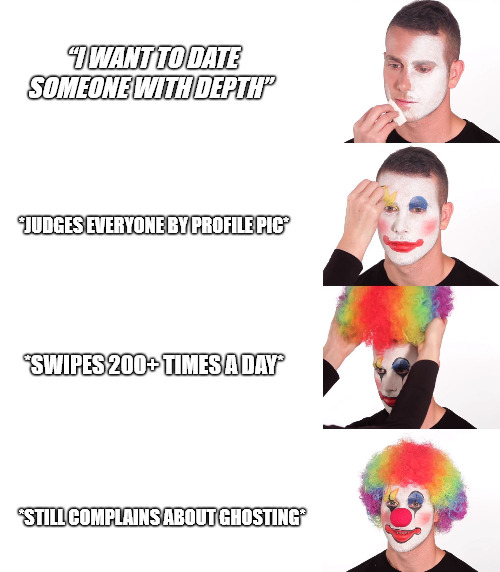 “I WANT TO DATE
SOMEONE WITH DEPTH”
*JUDGES EVERYONE BY PROFILE PIC*
*SWIPES 200+ TIMES A DAY*
*STILL COMPLAINS ABOUT GHOSTING*